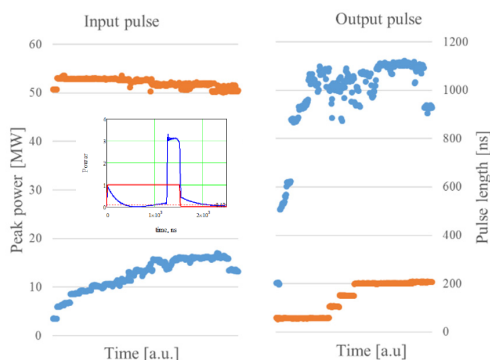 Input pulse
Output pulse
60
50
40
30
20
10
0
Peak power [MW]
Power
0
time, ns
Time [a.u.]
1200
1000
800
600
400
200
0
Pulse length [ns]
Time [a.u.]